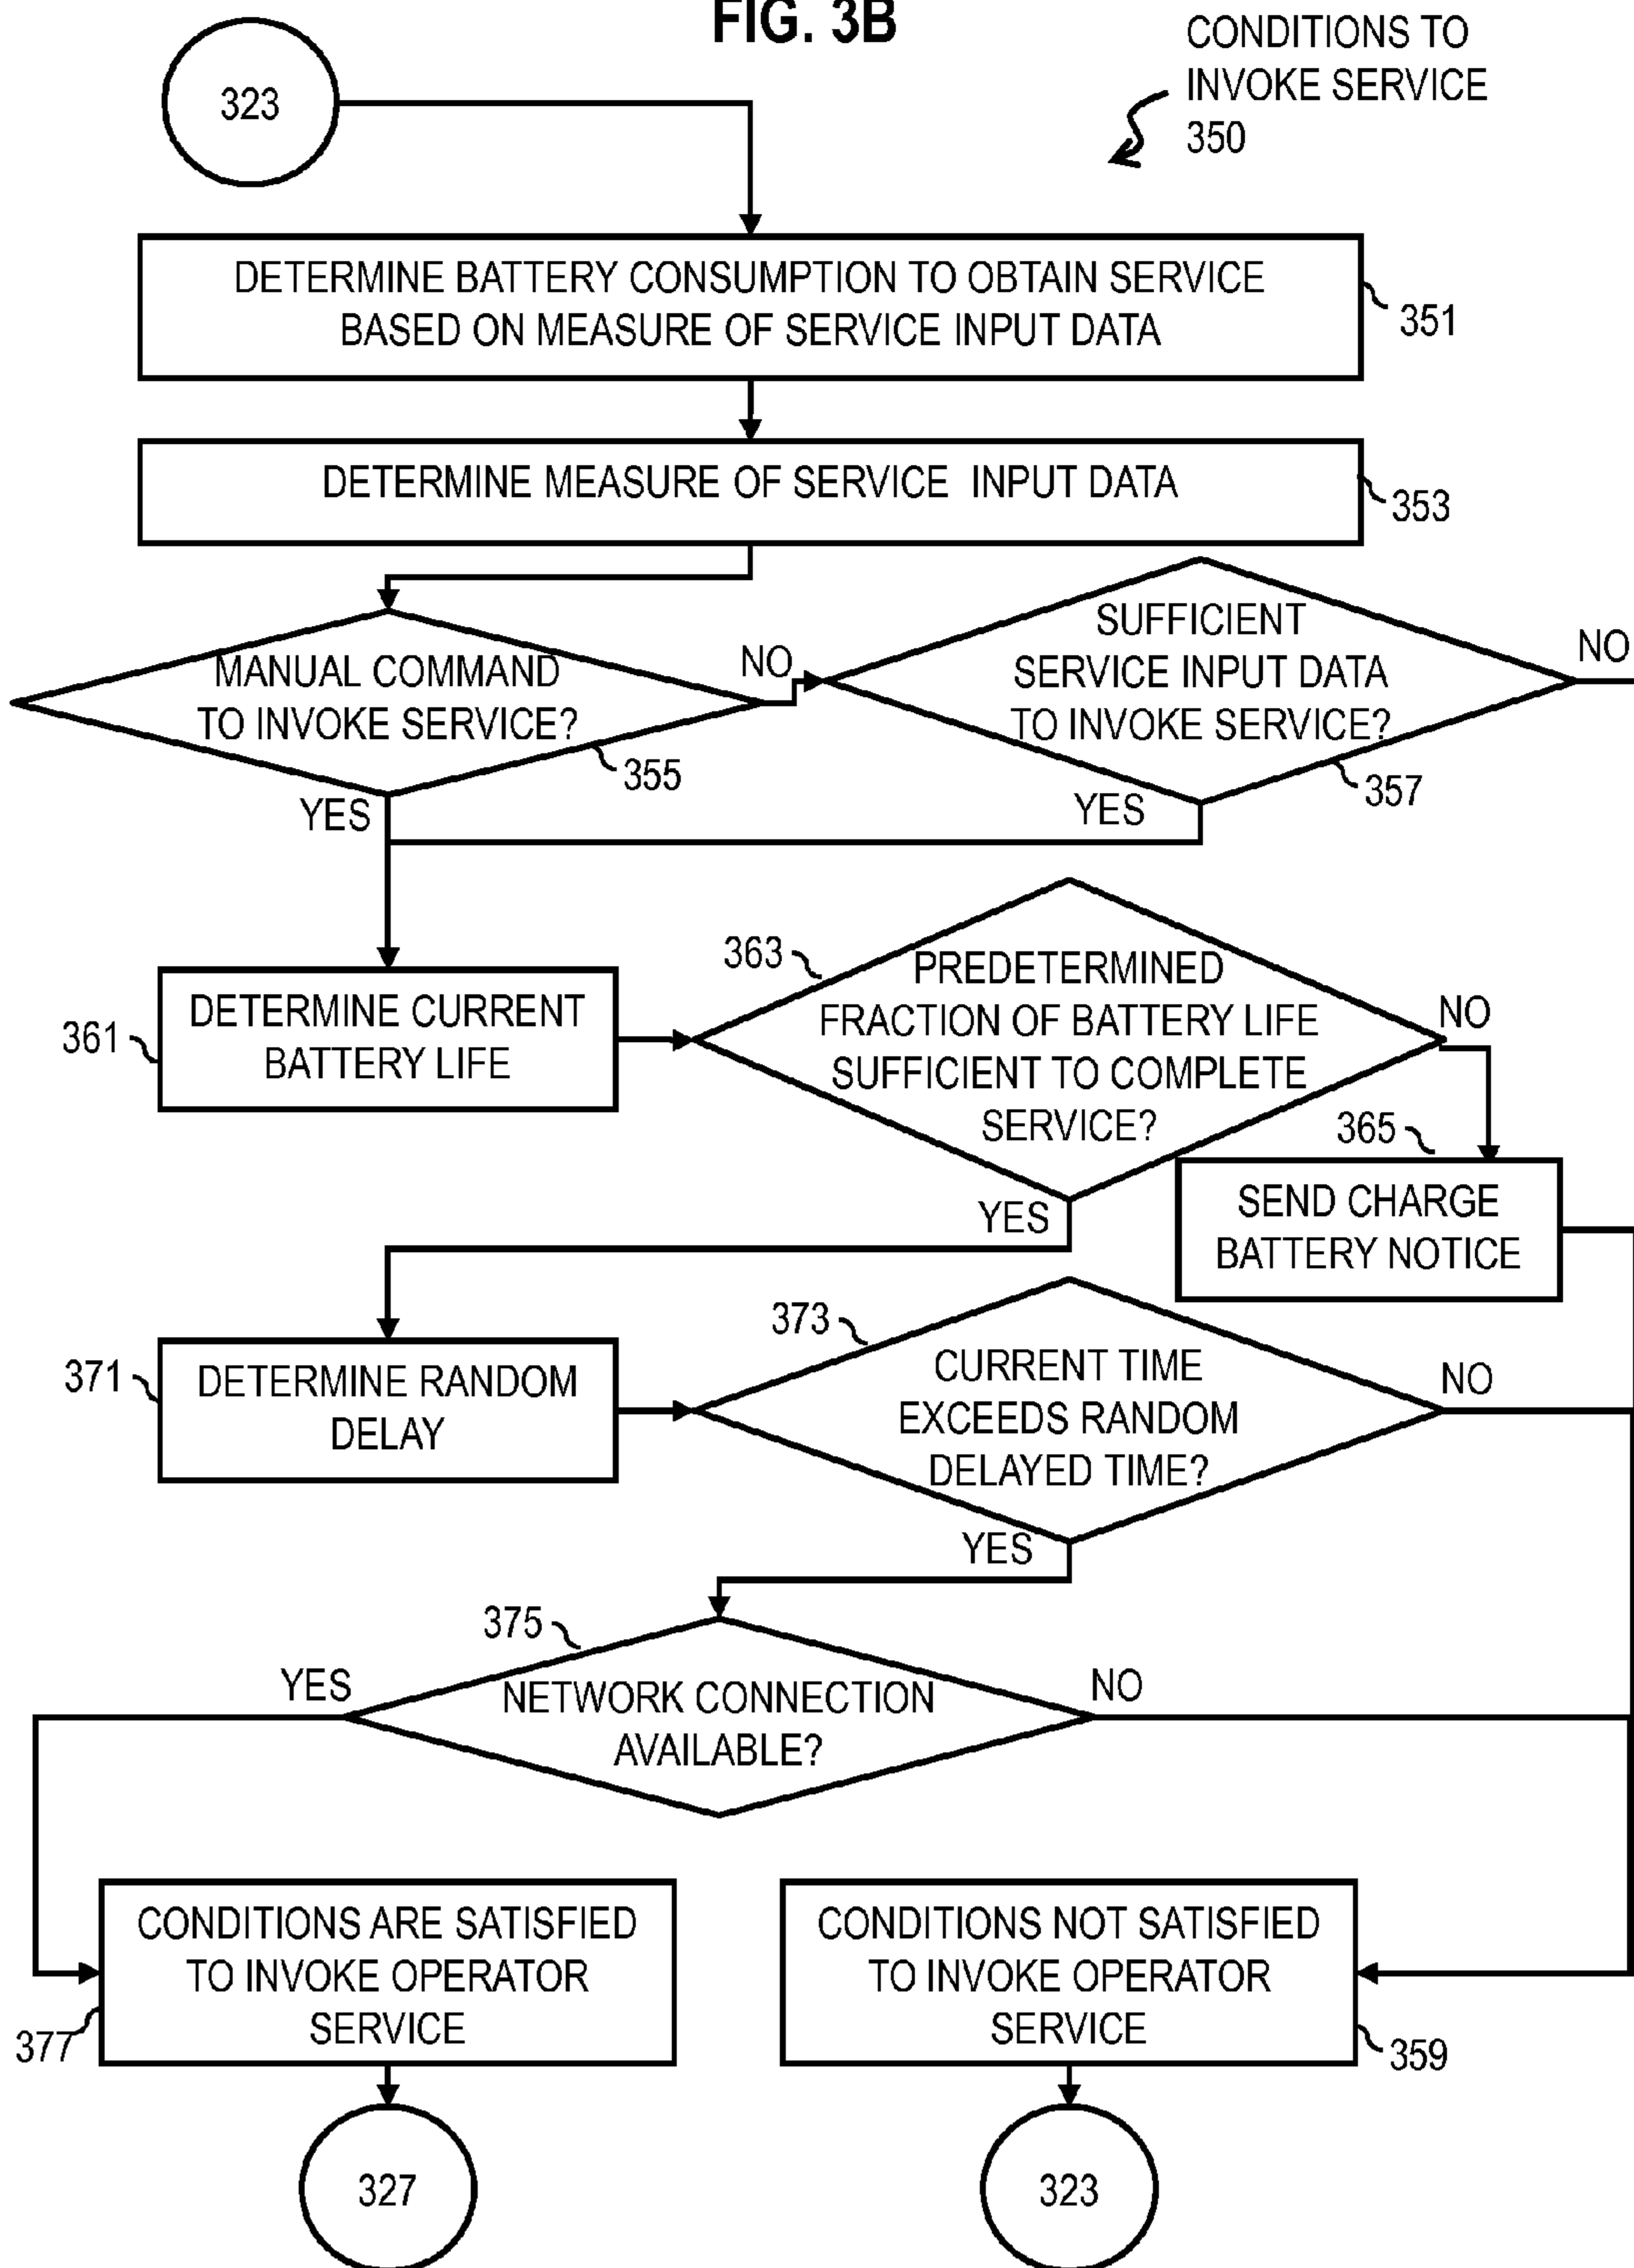 FIG. 3B
CONDITIONS TO
INVOKE SERVICE
350
323
DETERMINE BATTERY CONSUMPTION TO OBTAIN SERVICE
BASED ON MEASURE OF SERVICE INPUT DATA
351
DETERMINE MEASURE OF SERVICE INPUT DATA
353
MANUAL COMMAND
TO INVOKE SERVICE?
355
NO
YES
SUFFICIENT
SERVICE INPUT DATA
TO INVOKE SERVICE?
357
NO
YES
361
DETERMINE CURRENT
BATTERY LIFE
363
PREDETERMINED
FRACTION OF BATTERY LIFE
SUFFICIENT TO COMPLETE
SERVICE?
NO
YES
365
SEND CHARGE
BATTERY NOTICE
371
DETERMINE RANDOM
DELAY
373
CURRENT TIME
EXCEEDS RANDOM
DELAYED TIME?
NO
YES
375
NETWORK CONNECTION
AVAILABLE?
YES
NO
CONDITIONS ARE SATISFIED
TO INVOKE OPERATOR
SERVICE
377
CONDITIONS NOT SATISFIED
TO INVOKE OPERATOR
SERVICE
359
327
323